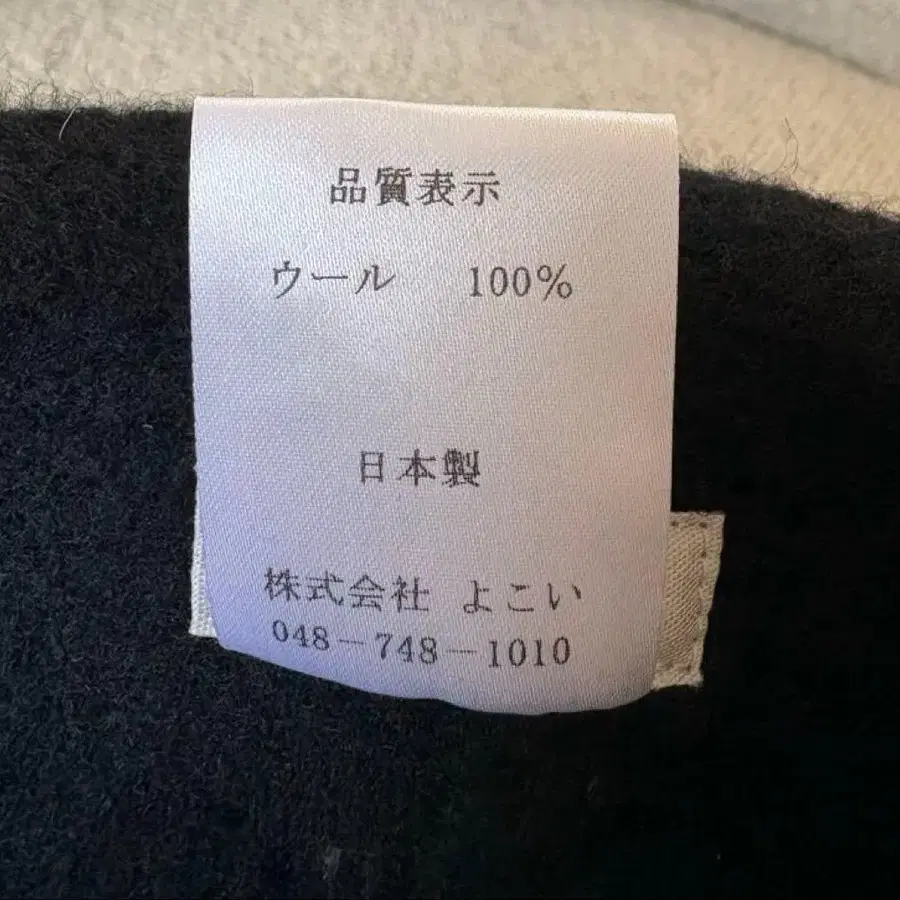 品質表示
ウール　100%
日本製
株式会社 よこい
048－748－1010